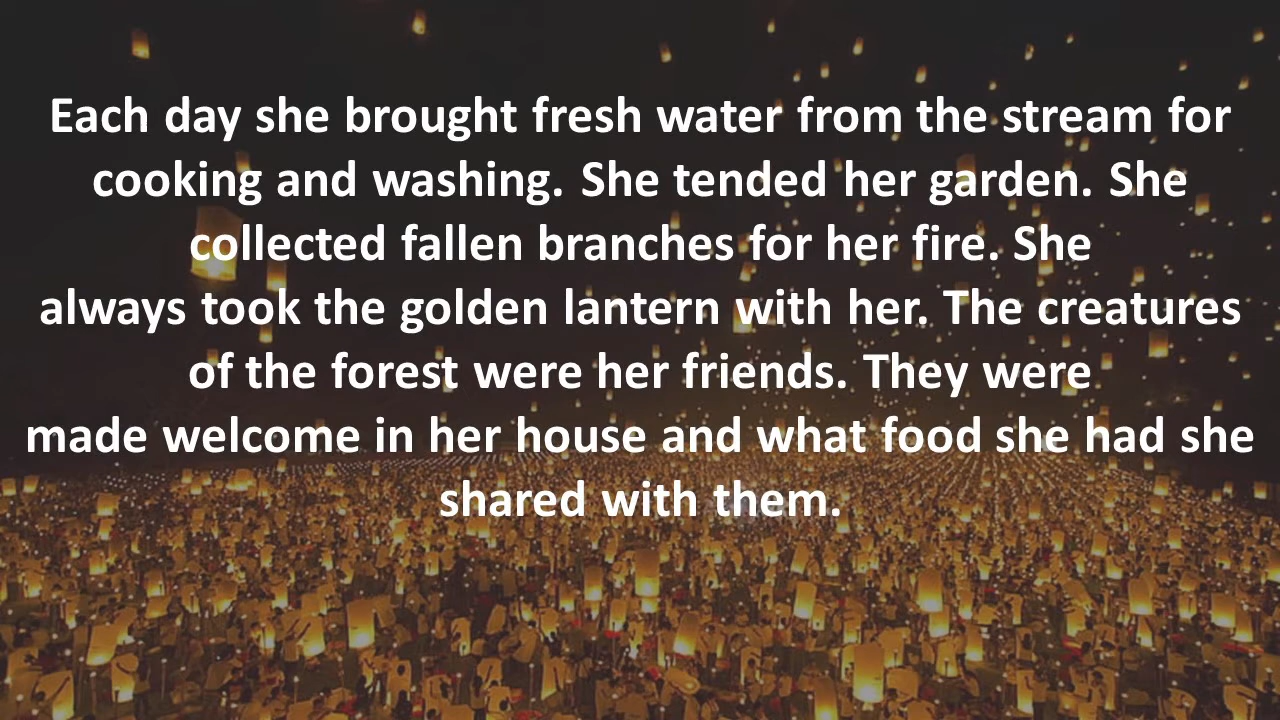 Each day she brought fresh water from the stream for
cooking and washing. She tended her garden. She
collected fallen branches for her fire. She
always took the golden lantern with her. The creatures
of the forest were her friends. They were
made welcome in her house and what food she had she
shared with them.